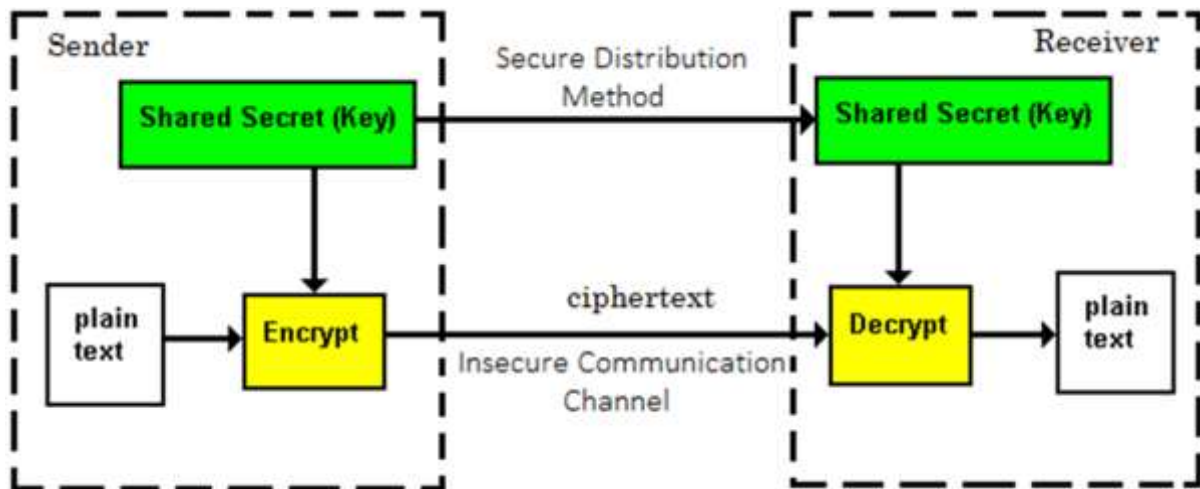 Sender
Receiver
Secure Distribution
Method
Shared Secret (Key)
Shared Secret (Key)
plain
text
Encrypt
ciphertext
Insecure Communication
Channel
Decrypt
plain
text